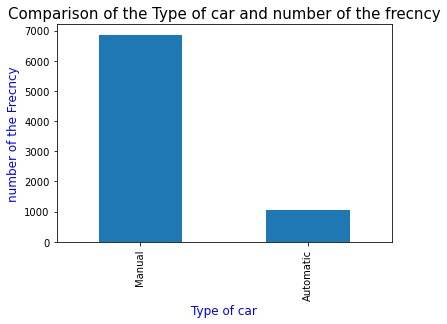 Comparison of the Type of car and number of the frecncy
number of the Frecncy
7000
6000
5000
4000
3000
2000
1000
0
Manual
Automatic
Type of car